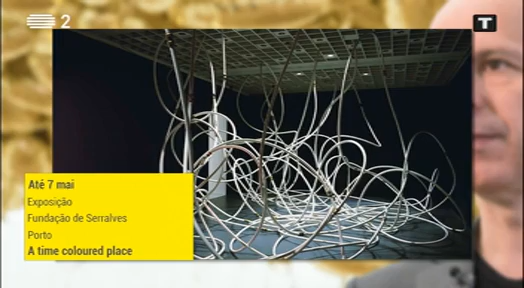 2
T
Até 7 mai
Exposição
Fundação de Serralves
Porto
A time coloured place